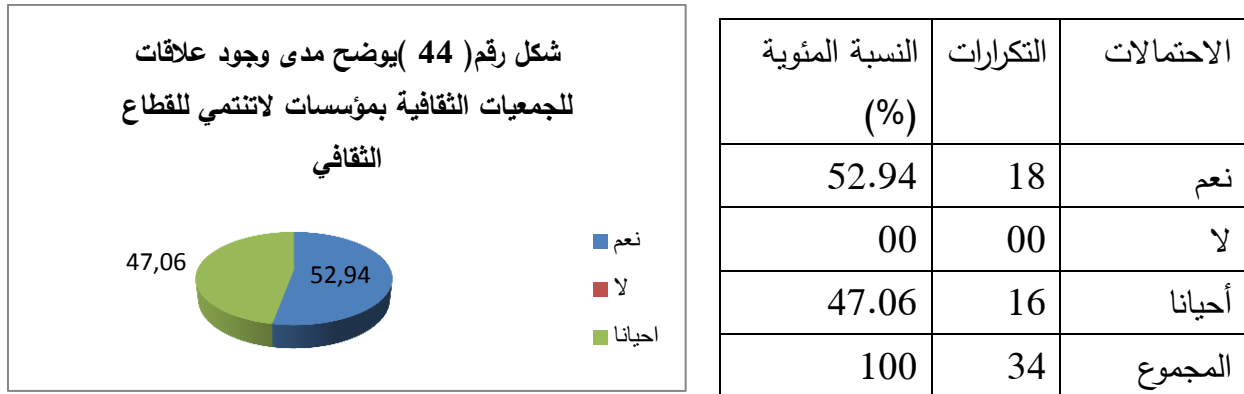 شكل رقم( 44 )يوضح مدى وجود علاقات
للجمعيات الثقافية بمؤسسات لاتنتمي للقطاع
الثقافي
47,06
52,94
نعم
لا
احيانا
الاحتمالات التكرارات النسبة المئوية
(%)
نعم 18 52.94
لا 00 00
أحيانا 16 47.06
المجموع 34 100